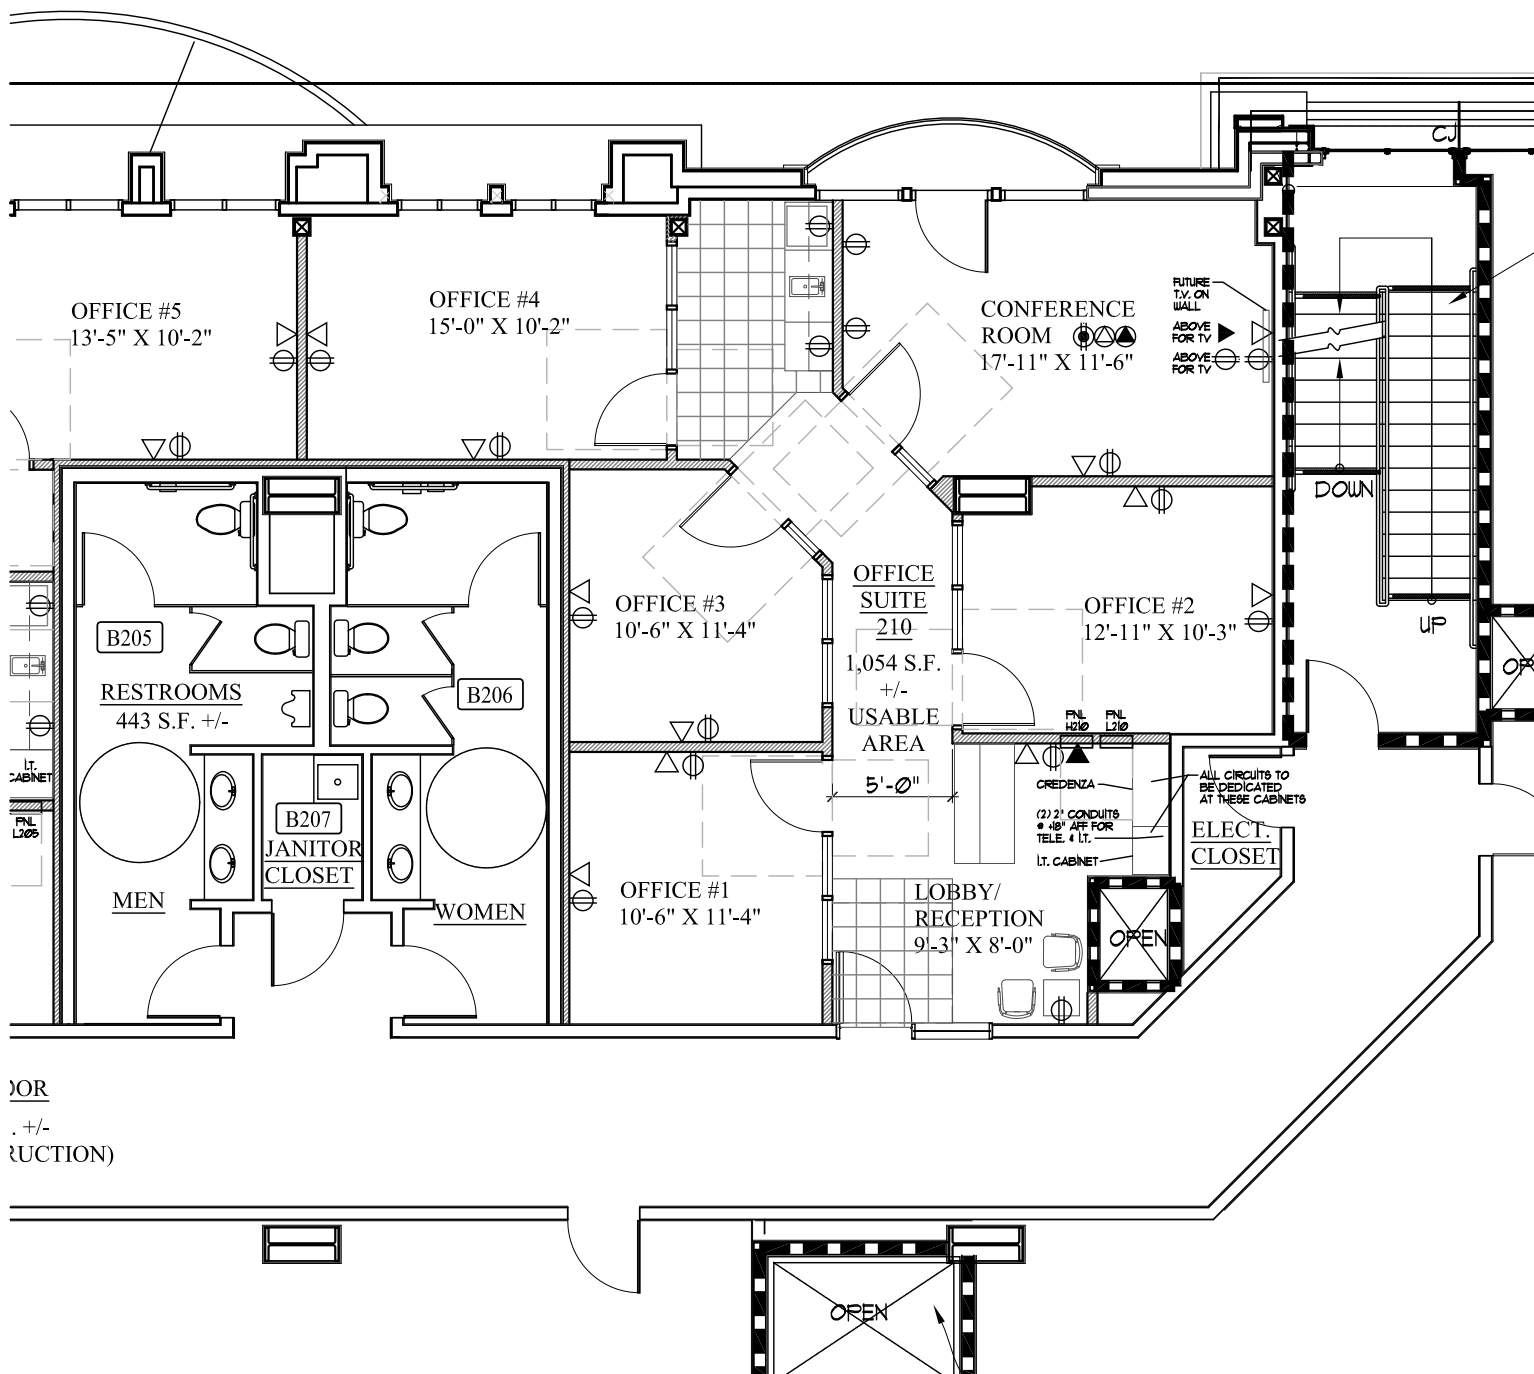 CJ
OFFICE #5
13'-5" X 10'-2"
OFFICE #4
15'-0" X 10'-2"
CONFERENCE
ROOM
17'-11" X 11'-6"
FUTURE
T.V. ON
WALL
ABOVE
FOR TV
ABOVE
FOR TV
DOWN
UP
OFFICE #3
10'-6" X 11'-4"
OFFICE
SUITE
210
1,054 S.F.
+/-
USABLE
AREA
5'-0"
OFFICE #2
12'-11" X 10'-3"
B205
RESTROOMS
443 S.F. +/-
B206
PNL
H210
PNL
L210
I.T.
CABINET
PNL
L205
B207
JANITOR
CLOSET
MEN
WOMEN
OFFICE #1
10'-6" X 11'-4"
CREDENZA
(2) 2" CONDUITS
@ +18" AFF FOR
TELE. & I.T.
I.T. CABINET
ALL CIRCUITS TO
BE DEDICATED
AT THESE CABINETS
ELECT.
CLOSET
LOBBY/
RECEPTION
9'-3" X 8'-0"
OPEN
OOR
. +/-
RUCTION)
OPEN